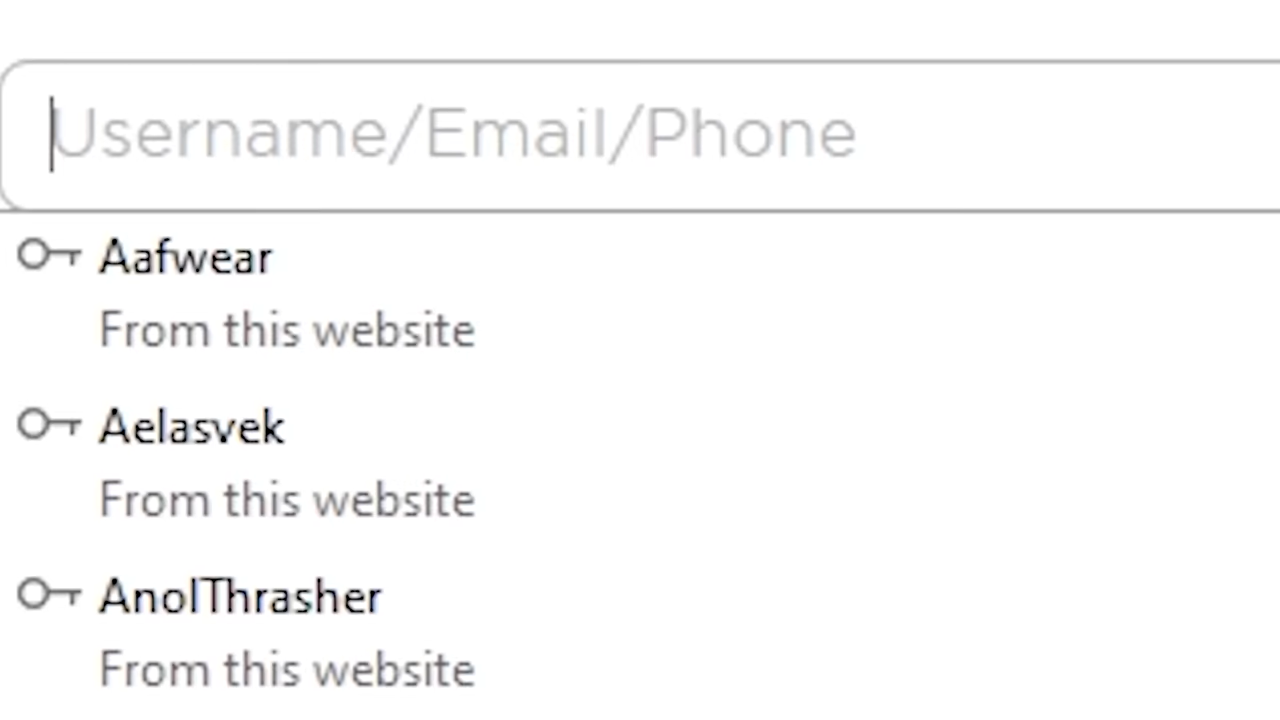 Username/Email/Phone
Aafwear
From this website
Aelasvek
From this website
AnolThrasher
From this website